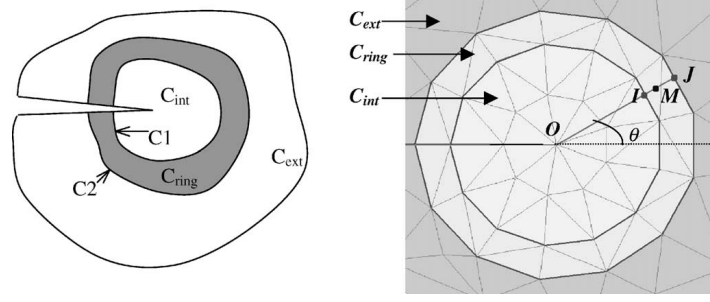 C_int
C1
C2
C_ring
C_ext
C_ext
C_ring
C_int
I
J
M
O
θ